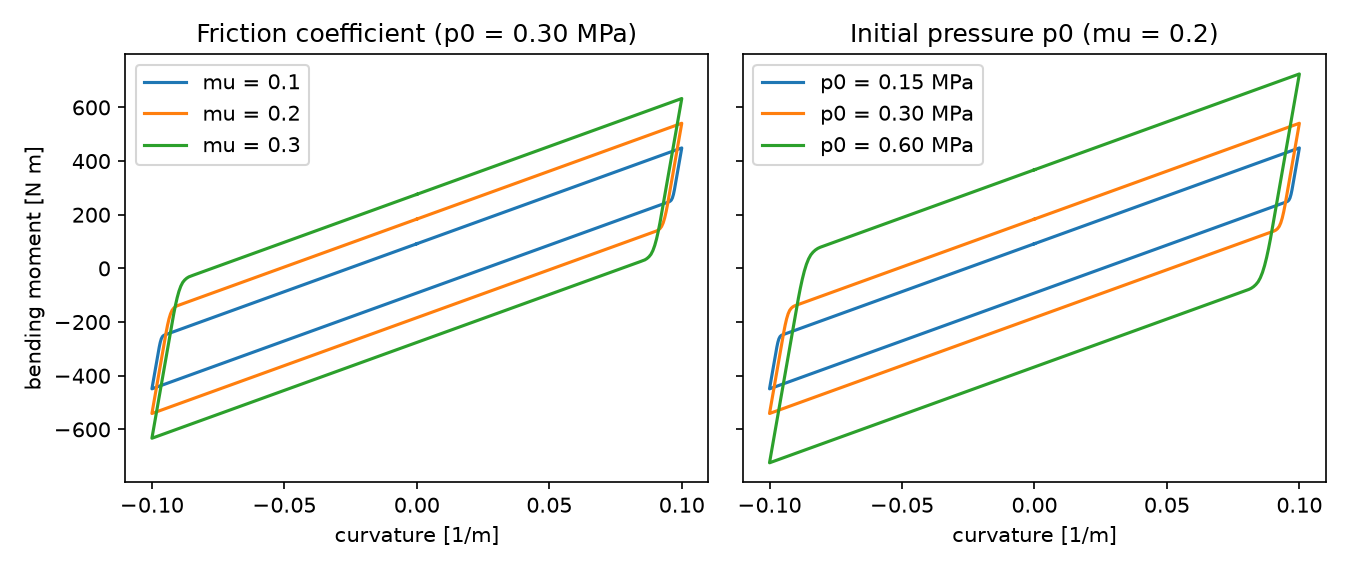 Friction coefficient (p0 = 0.30 MPa)
mu = 0.1
mu = 0.2
mu = 0.3
600
400
200
0
−200
−400
−600
bending moment [N m]
−0.10
−0.05
0.00
0.05
0.10
curvature [1/m]
Initial pressure p0 (mu = 0.2)
p0 = 0.15 MPa
p0 = 0.30 MPa
p0 = 0.60 MPa
−0.10
−0.05
0.00
0.05
0.10
curvature [1/m]